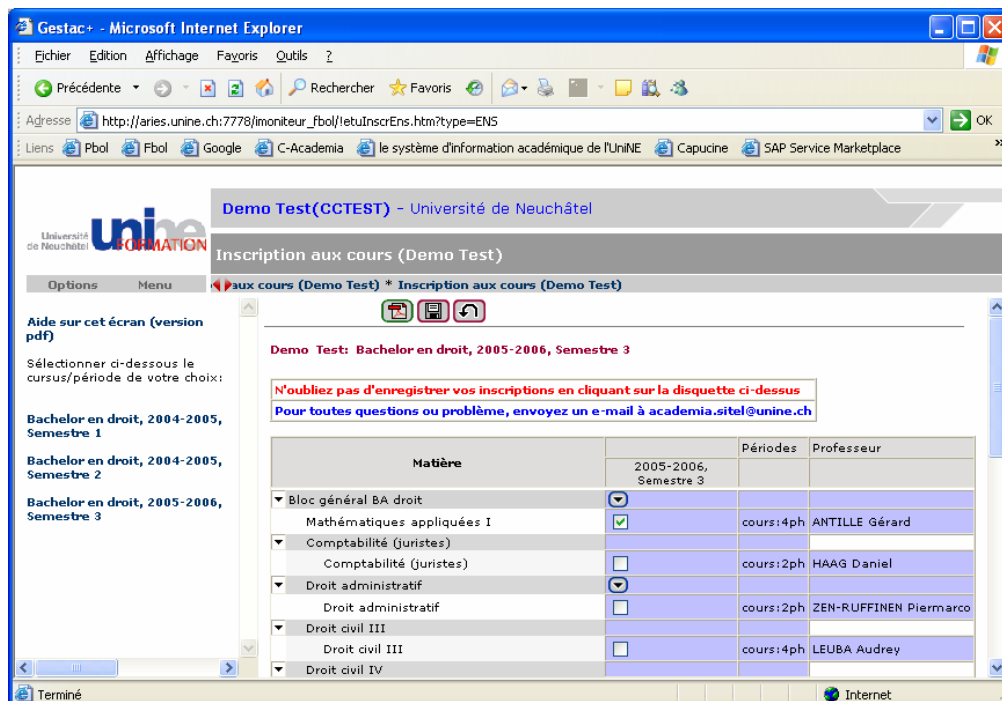 Gestac+ - Microsoft Internet Explorer
Fichier Edition Affichage Favoris Outils ?
Précédente Rechercher Favoris
Adresse http://aries.unine.ch:7778/imoniteur_fbol/!etuInscrEns.htm?type=ENS OK
Liens Pbol Fbol Google C-Academia le système d'information académique de l'UniNE Capucine SAP Service Marketplace »
Demo Test(CCTEST) - Université de Neuchâtel
Université de Neuchâtel unine FORMATION
Inscription aux cours (Demo Test)
Options Menu aux cours (Demo Test) * Inscription aux cours (Demo Test)
Aide sur cet écran (version
pdf)
Sélectionner ci-dessous le
cursus/période de votre choix:
Bachelor en droit, 2004-2005,
Semestre 1
Bachelor en droit, 2004-2005,
Semestre 2
Bachelor en droit, 2005-2006,
Semestre 3
Demo Test: Bachelor en droit, 2005-2006, Semestre 3
N'oubliez pas d'enregistrer vos inscriptions en cliquant sur la disquette ci-dessus
Pour toutes questions ou problème, envoyez un e-mail à academia.sitel@unine.ch
Matière Périodes Professeur
2005-2006,
Semestre 3
Bloc général BA droit
Mathématiques appliquées I cours:4ph ANTILLE Gérard
Comptabilité (juristes)
Comptabilité (juristes) cours:2ph HAAG Daniel
Droit administratif
Droit administratif cours:2ph ZEN-RUFFINEN Piermarco
Droit civil III
Droit civil III cours:4ph LEUBA Audrey
Droit civil IV
Terminé Internet